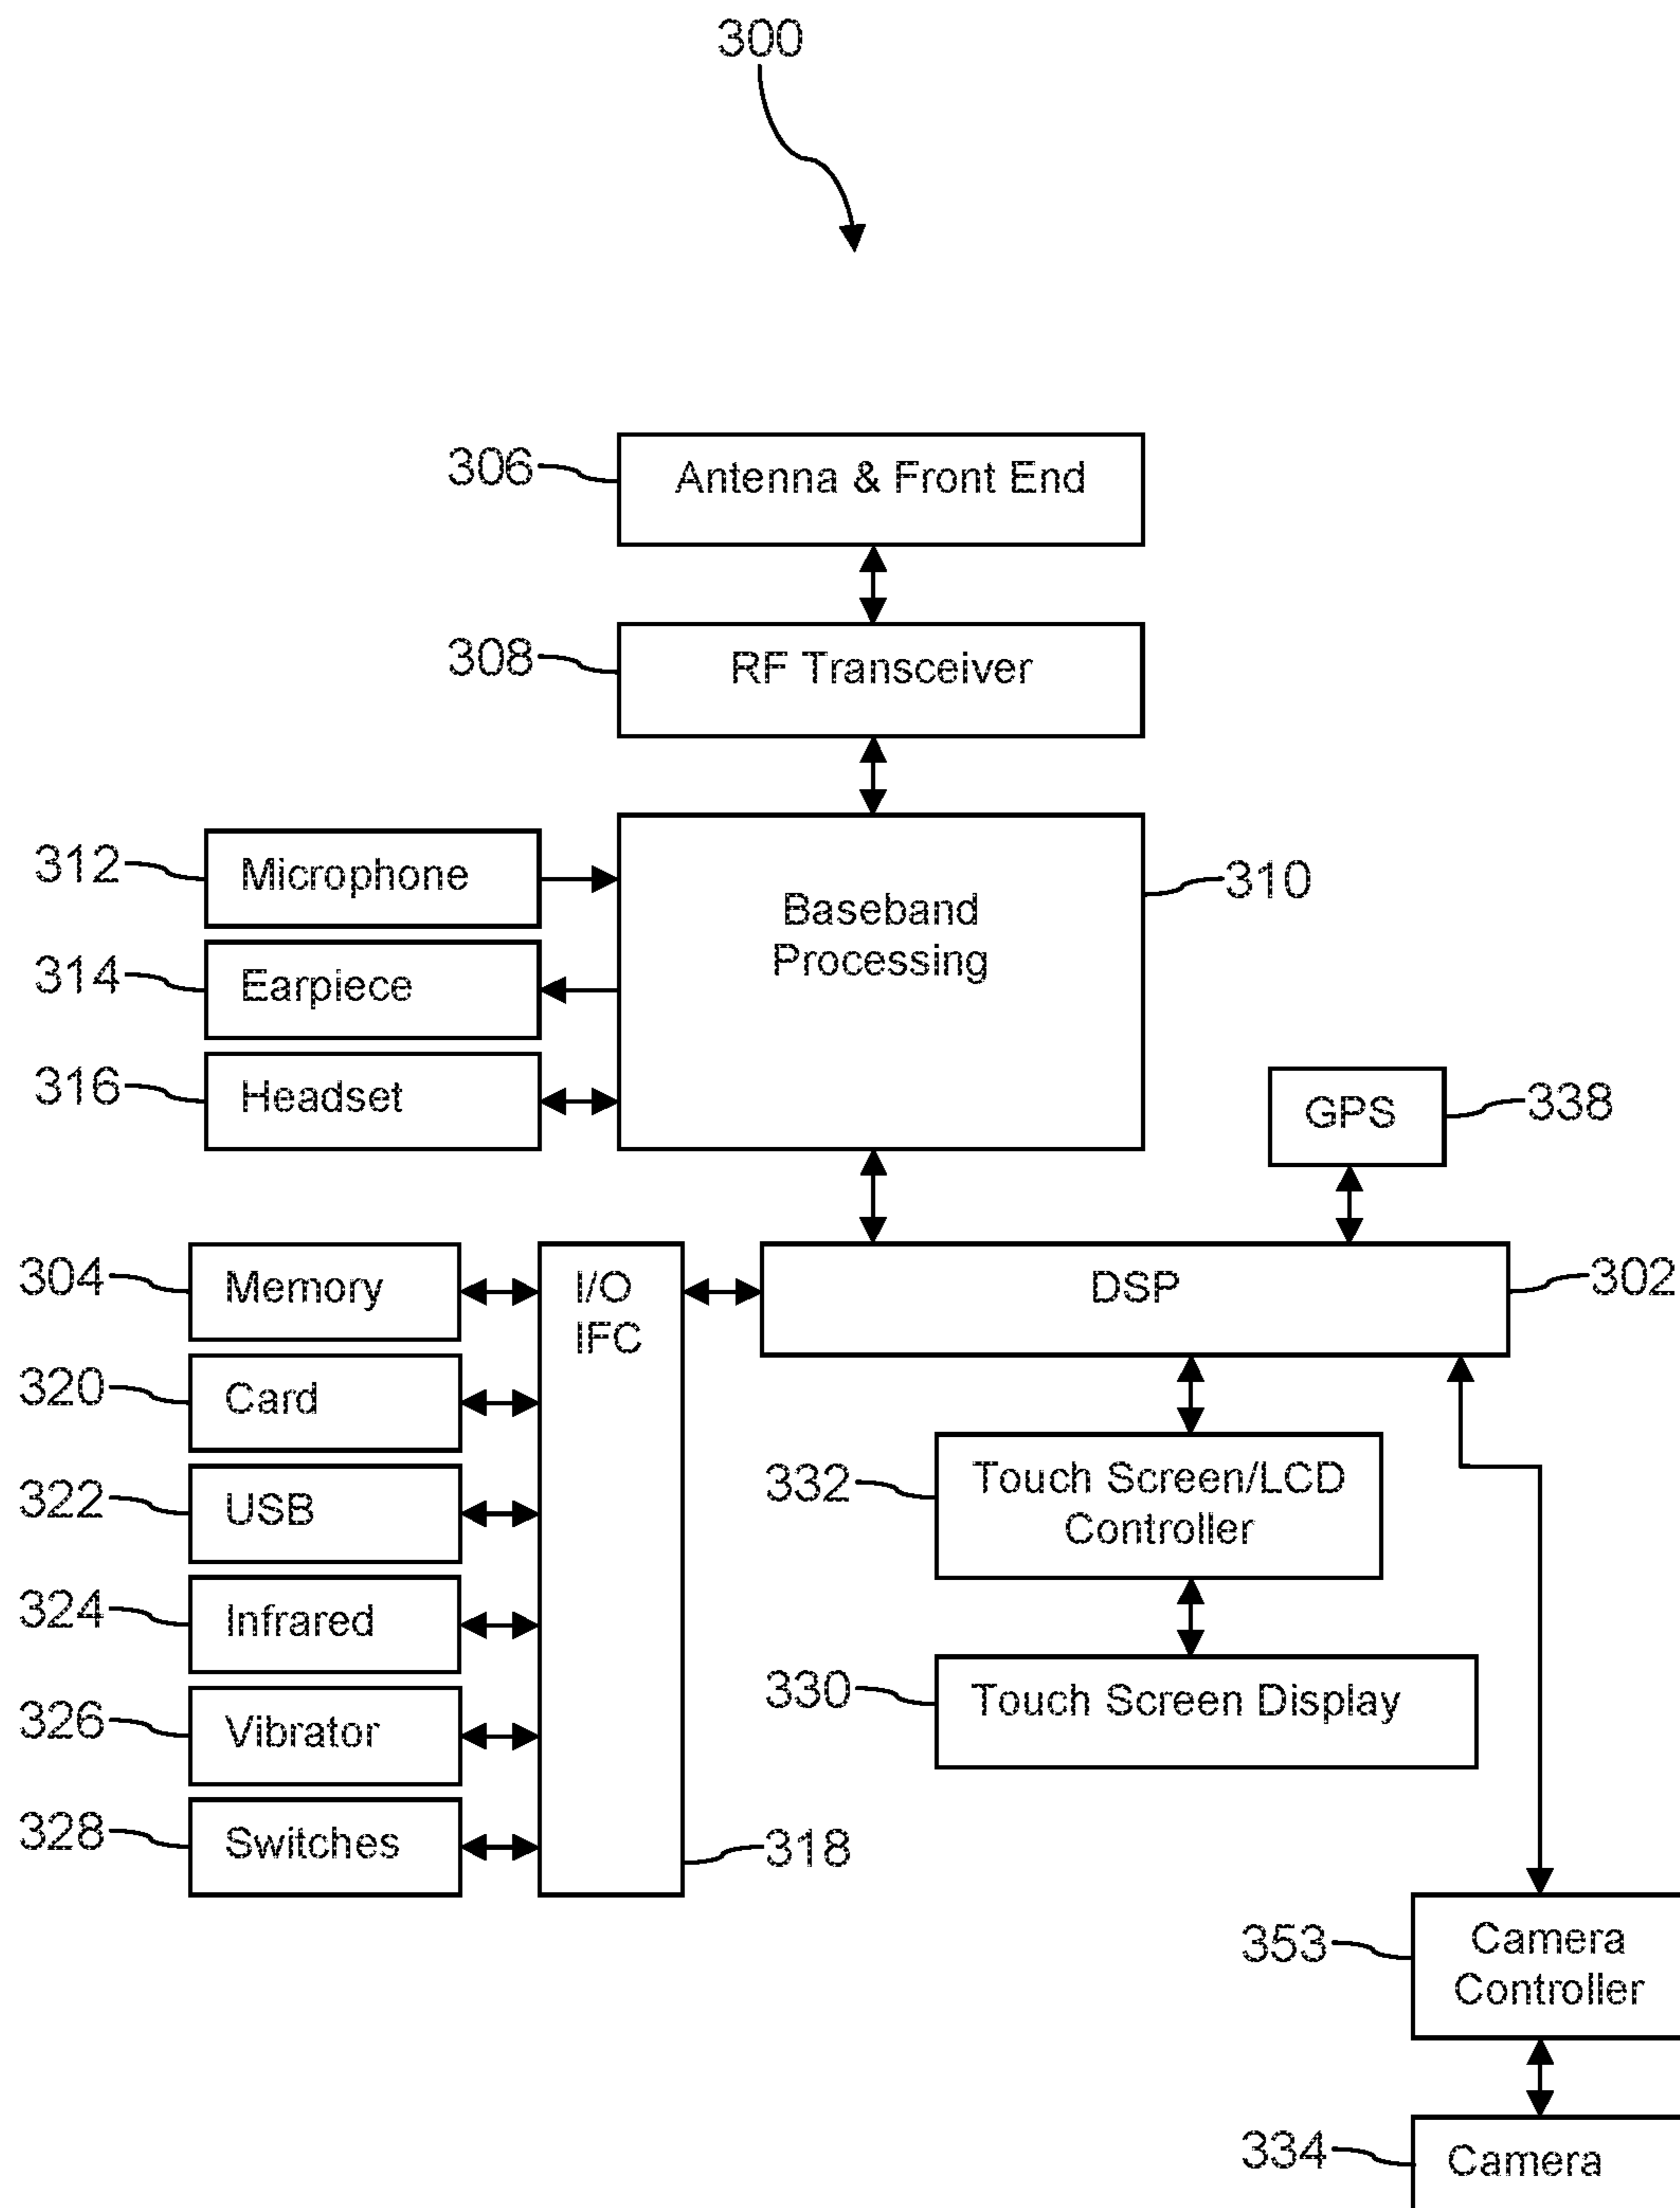 300
306
Antenna & Front End
308
RF Transceiver
312
Microphone
310
Baseband
Processing
314
Earpiece
316
Headset
GPS
338
304
Memory
I/O
IFC
DSP
302
320
Card
322
USB
332
Touch Screen/LCD
Controller
324
Infrared
330
Touch Screen Display
326
Vibrator
328
Switches
318
353
Camera
Controller
334
Camera